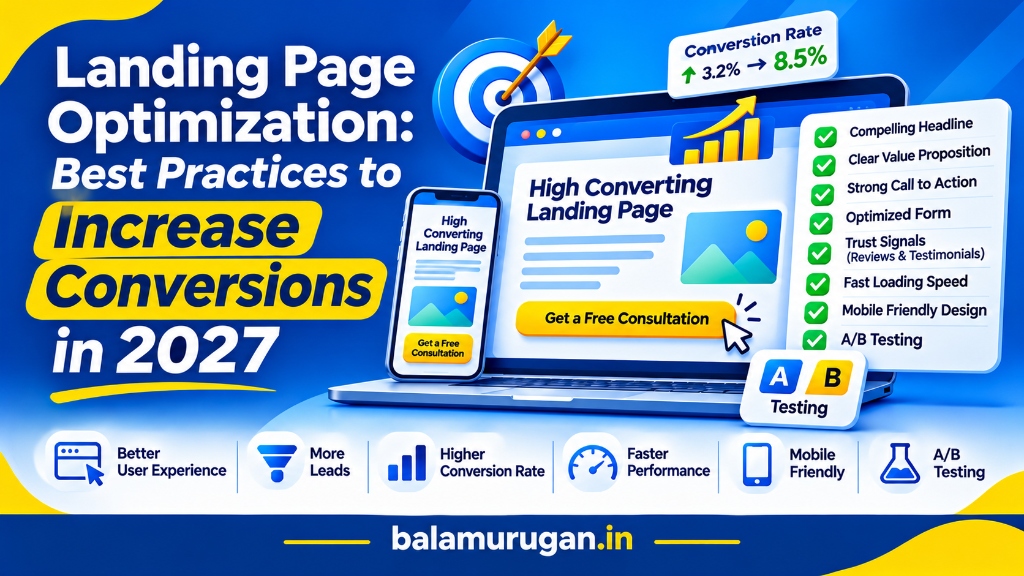 Landing Page
Optimization:
Best Practices to
Increase
Conversions
in 2027
Converstion Rate
↑ 3.2% → 8.5%
High Converting
Landing Page
Get a Free Consultation
High
Converting
Landing Page
Get a Free
Consultation
Compelling Headline
Clear Value Proposition
Strong Call to Action
Optimized Form
Trust Signals
(Reviews & Testimonials)
Fast Loading Speed
Mobile Friendly Design
A/B Testing
A B
Testing
Better
User Experience
More
Leads
Higher
Conversion Rate
Faster
Performance
Mobile
Friendly
A/B
Testing
balamurugan.in